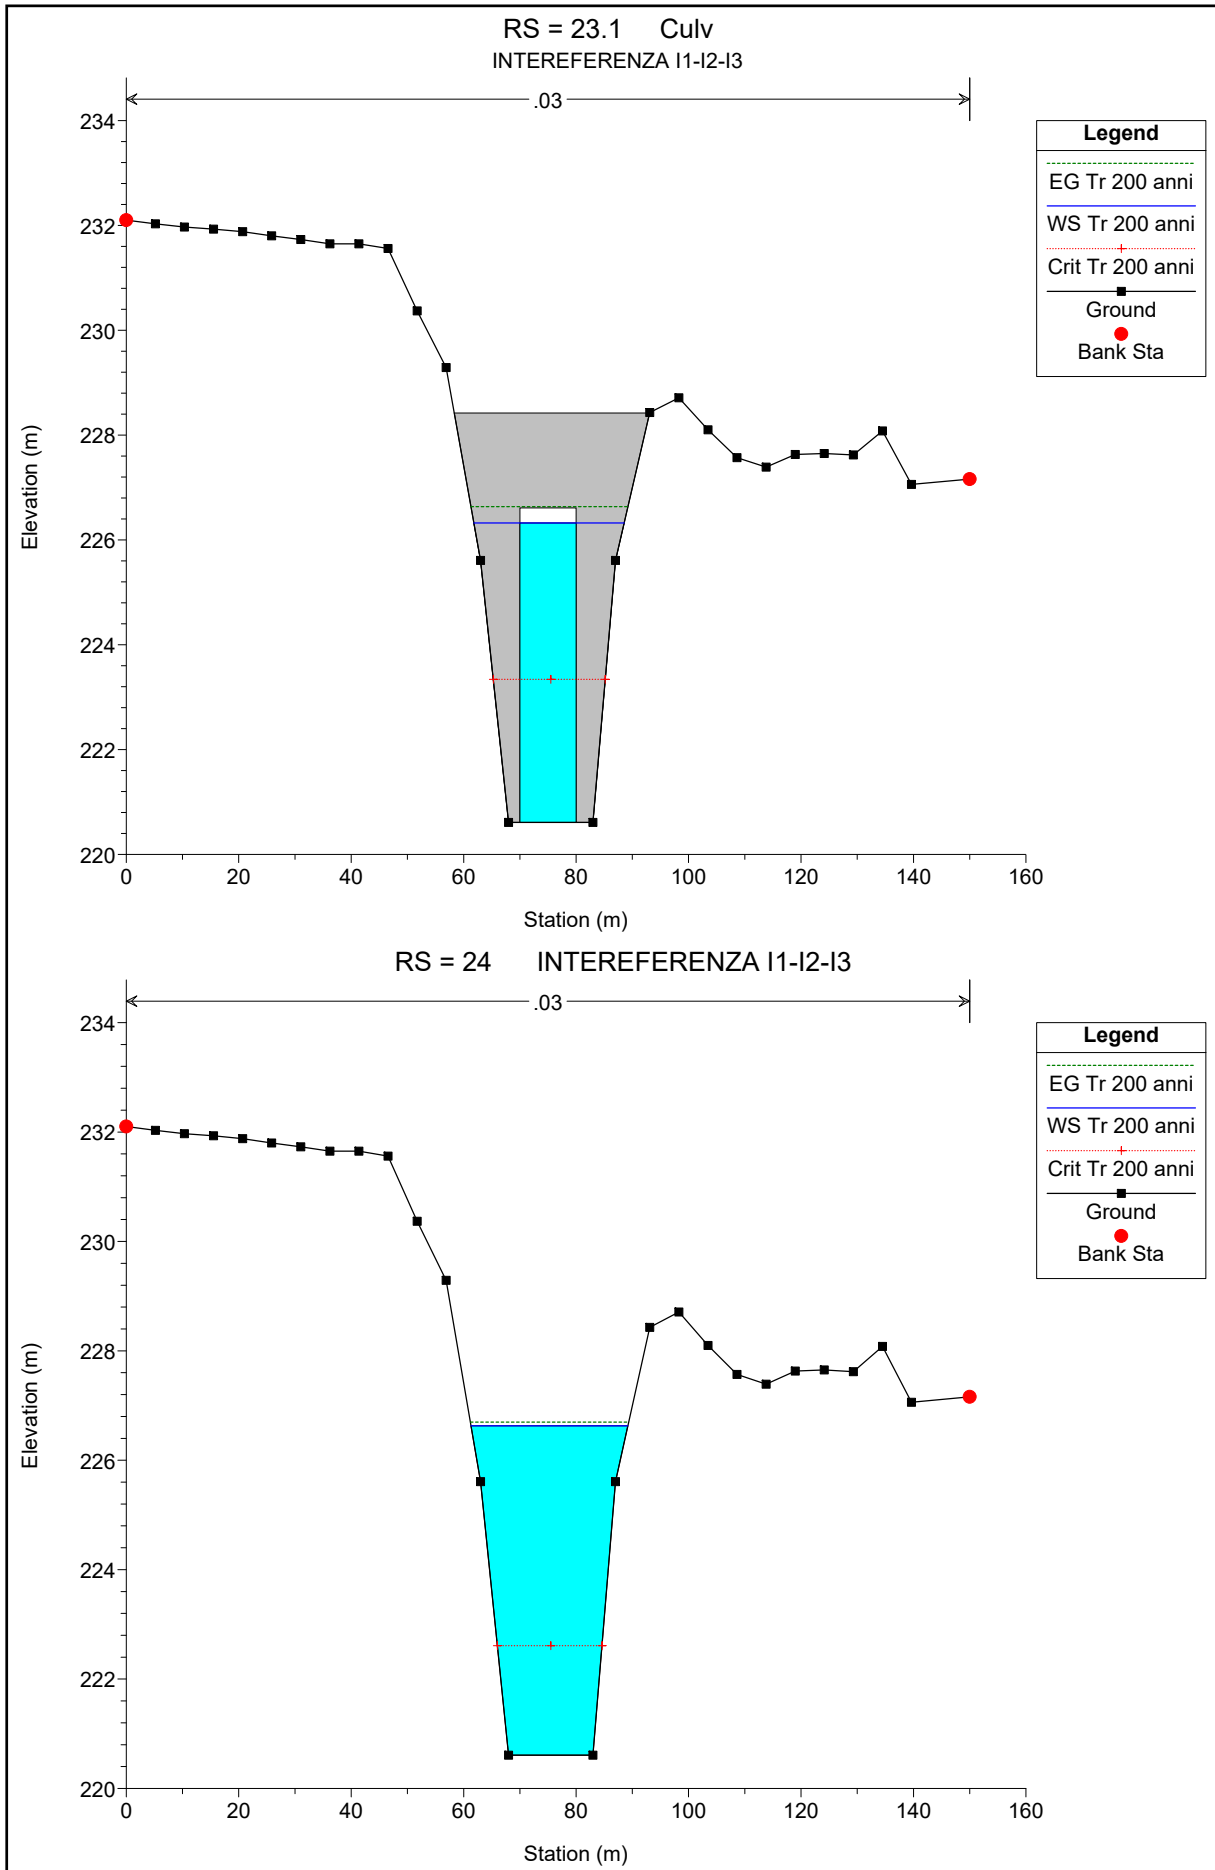 RS = 23.1 Culv
INTEREFERENZA I1-I2-I3
.03
234
232
230
228
226
224
222
220
Elevation (m)
0 20 40 60 80 100 120 140 160
Station (m)
Legend
EG Tr 200 anni
WS Tr 200 anni
Crit Tr 200 anni
Ground
Bank Sta
RS = 24 INTEREFERENZA I1-I2-I3
.03
234
232
230
228
226
224
222
220
Elevation (m)
0 20 40 60 80 100 120 140 160
Station (m)
Legend
EG Tr 200 anni
WS Tr 200 anni
Crit Tr 200 anni
Ground
Bank Sta